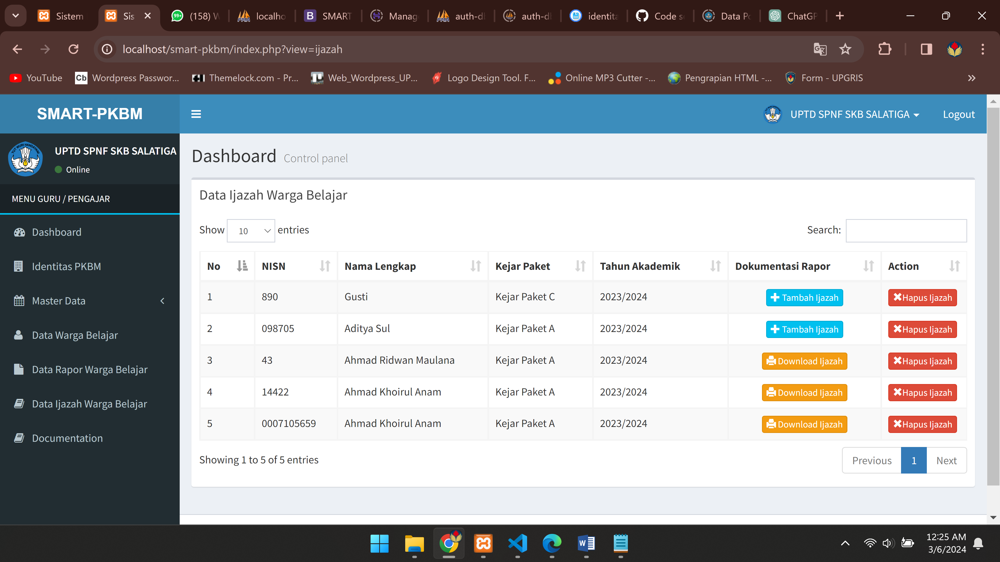 Sistem
Sis
99+
(158) W
PMA localho
B SMART
Manag
PMA auth-d
auth-d
identita
Code s
Data P
ChatGP
localhost/smart-pkbm/index.php?view=ijazah
YouTube
Cb Wordpress Passwor...
Themelock.com - Pr...
Web_Wordpress_UP...
Logo Design Tool. F...
Online MP3 Cutter -...
Pengrapian HTML -...
Form - UPGRIS
SMART-PKBM
UPTD SPNF SKB SALATIGA
Logout
TUT WURI HANDAYANI
UPTD SPNF SKB SALATIGA
Online
MENU GURU / PENGAJAR
Dashboard
Identitas PKBM
Master Data
Data Warga Belajar
Data Rapor Warga Belajar
Data Ijazah Warga Belajar
Documentation
Dashboard Control panel
Data Ijazah Warga Belajar
Show 10 entries
Search:
No NISN Nama Lengkap Kejar Paket Tahun Akademik Dokumentasi Rapor Action
1 890 Gusti Kejar Paket C 2023/2024 Tambah Ijazah Hapus Ijazah
2 098705 Aditya Sul Kejar Paket A 2023/2024 Tambah Ijazah Hapus Ijazah
3 43 Ahmad Ridwan Maulana Kejar Paket A 2023/2024 Download Ijazah Hapus Ijazah
4 14422 Ahmad Khoirul Anam Kejar Paket A 2023/2024 Download Ijazah Hapus Ijazah
5 0007105659 Ahmad Khoirul Anam Kejar Paket A 2023/2024 Download Ijazah Hapus Ijazah
Showing 1 to 5 of 5 entries
Previous 1 Next
12:25 AM
3/6/2024